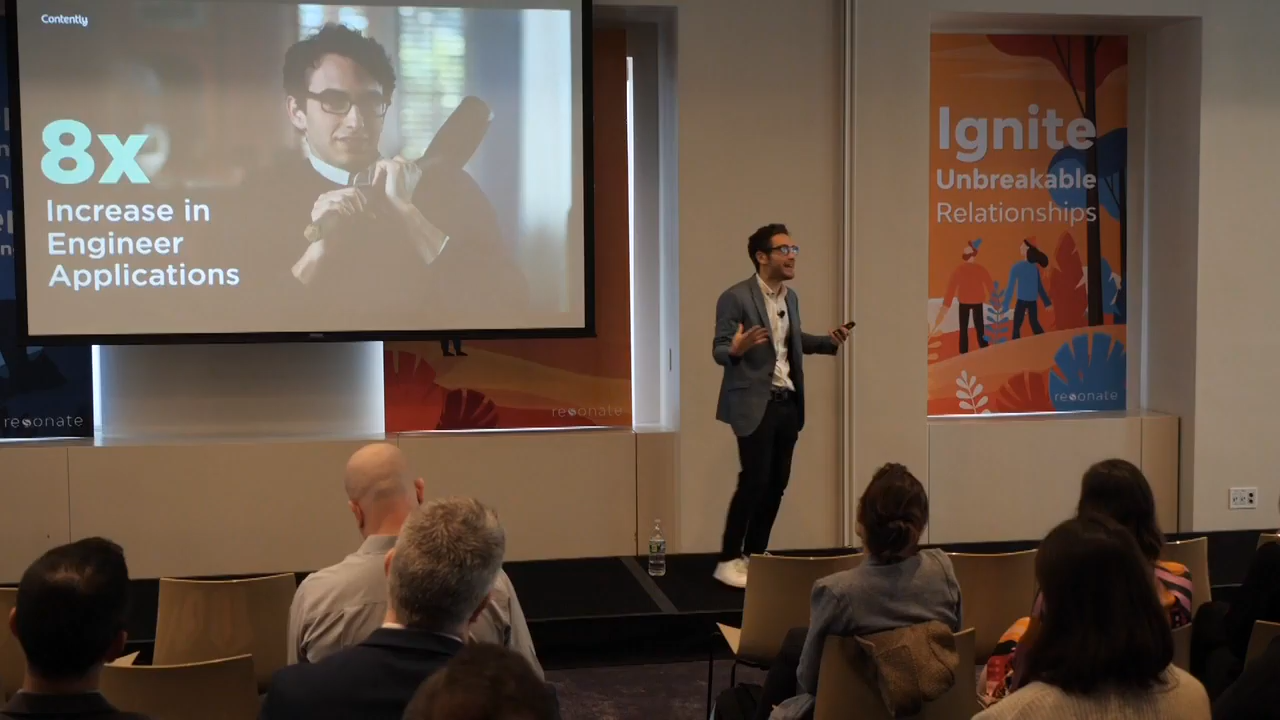 Contently
8x
Increase in
Engineer
Applications
resonate
resonate
Ignite
Unbreakable
Relationships
resonate